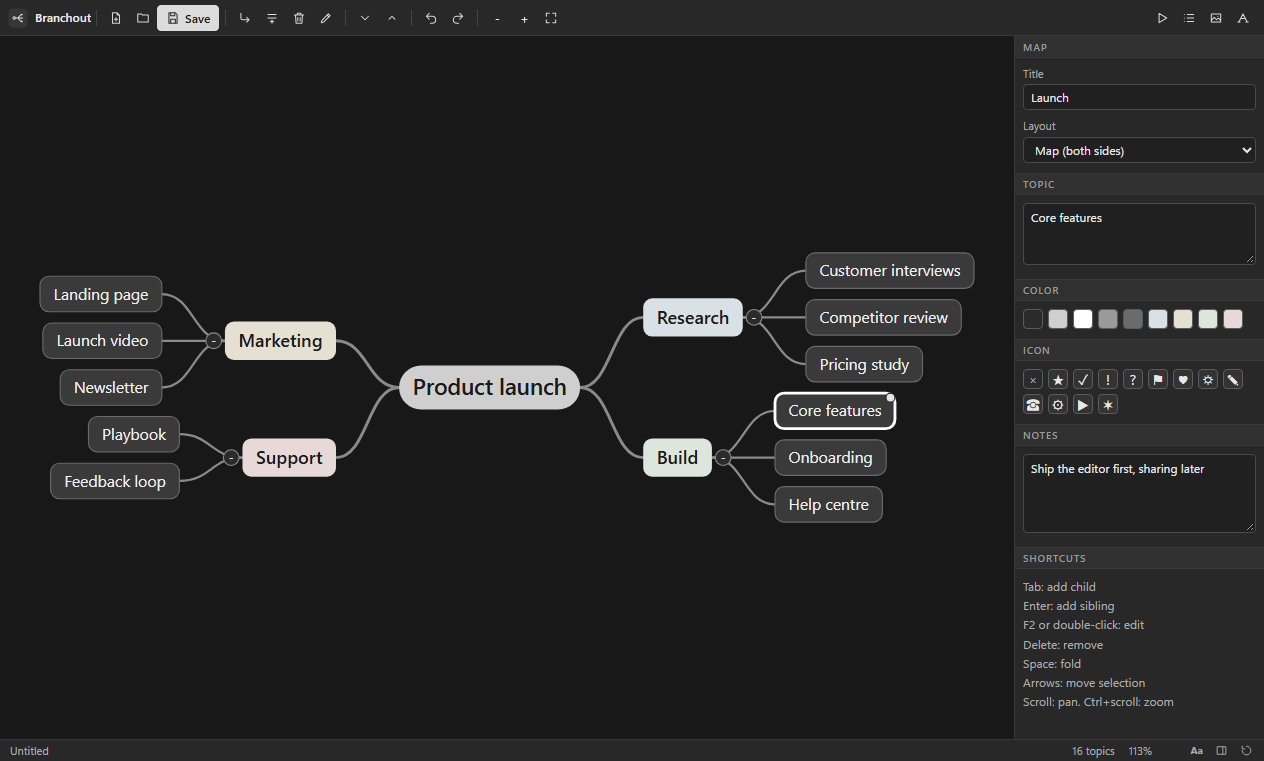 Branchout
Save
MAP
Title
Launch
Layout
Map (both sides)
TOPIC
Core features
COLOR
ICON
NOTES
Ship the editor first, sharing later
SHORTCUTS
Tab: add child
Enter: add sibling
F2 or double-click: edit
Delete: remove
Space: fold
Arrows: move selection
Scroll: pan. Ctrl+scroll: zoom
Landing page
Launch video
Newsletter
Marketing
Playbook
Feedback loop
Support
Product launch
Research
Customer interviews
Competitor review
Pricing study
Build
Core features
Onboarding
Help centre
Untitled
16 topics
113%
Aa